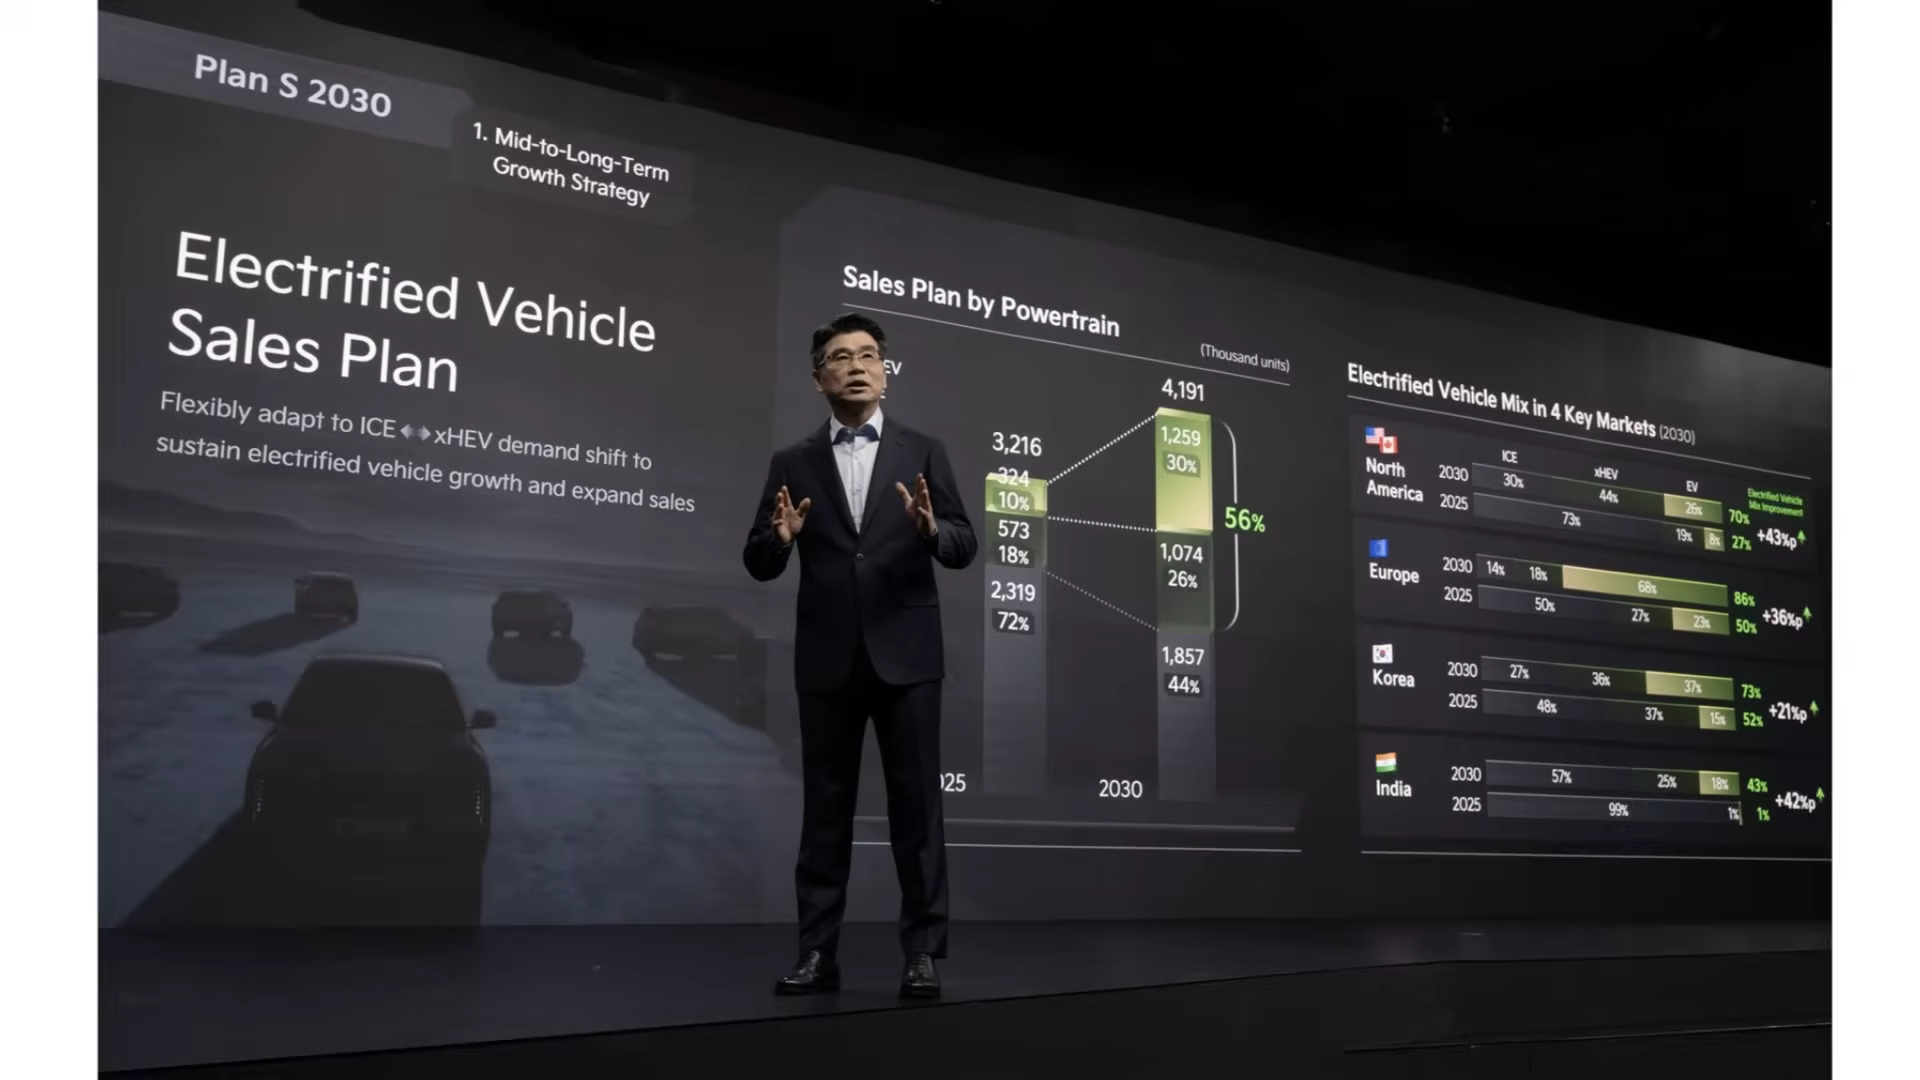 Plan S 2030
1. Mid-to-Long-Term
Growth Strategy
Electrified Vehicle
Sales Plan
Flexibly adapt to ICE ↔ xHEV demand shift to
sustain electrified vehicle growth and expand sales
Sales Plan by Powertrain
(Thousand units)
EV
3,216
324
10%
573
18%
2,319
72%
025
4,191
1,259
30%
1,074
26%
1,857
44%
2030
56%
Electrified Vehicle Mix in 4 Key Markets (2030)
ICE xHEV EV
Electrified Vehicle
Mix Improvement
North
America
2030 30% 44% 26% 70%
2025 73% 19% 8% 27%
+43%p
Europe
2030 14% 18% 68% 86%
2025 50% 27% 23% 50%
+36%p
Korea
2030 27% 36% 37% 73%
2025 48% 37% 15% 52%
+21%p
India
2030 57% 25% 18% 43%
2025 99% 1% 1%
+42%p